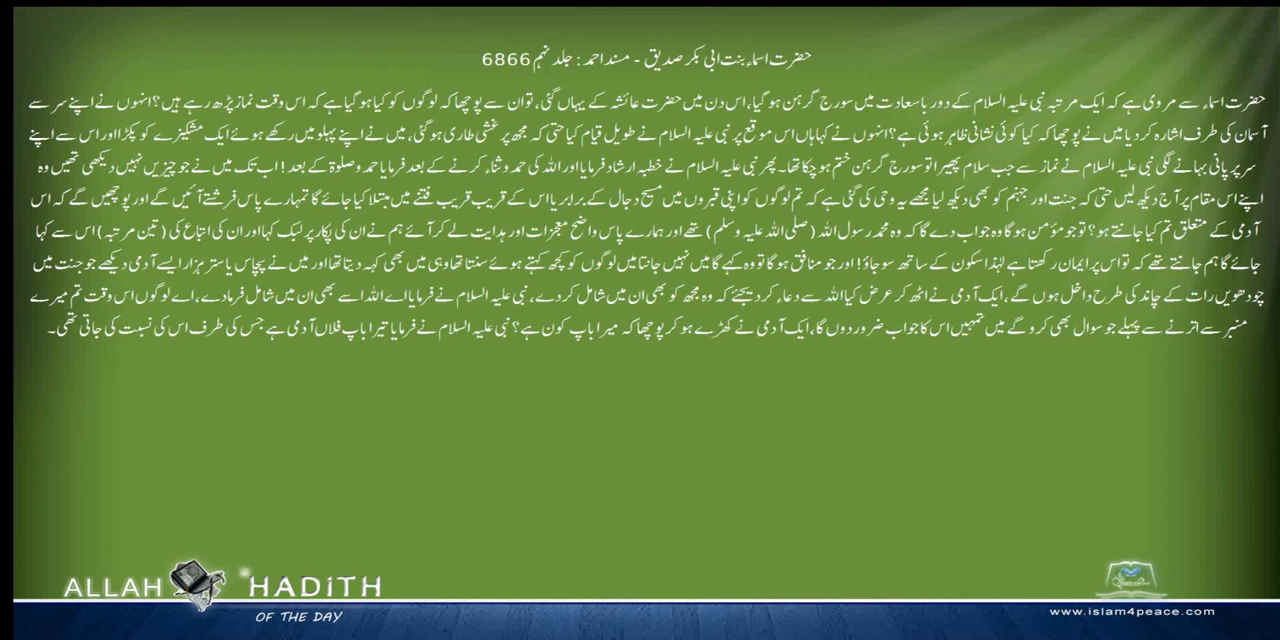 حضرت اسماء بنت ابی بکر صدیق - مسند احمد : جلد نہم 6866
حضرت اسماء سے مروی ہے کہ ایک مرتبہ نبی علیہ السلام کے دور باسعادت میں سورج گرہن ہو گیا، اس دن میں حضرت عائشہ کے یہاں گئی، تو ان سے پوچھا کہ لوگوں کو کیا ہو گیا ہے کہ اس وقت نماز پڑھ رہے ہیں؟ انہوں نے اپنے سر سے
آسمان کی طرف اشارہ کر دیا میں نے پوچھا کہ کیا کوئی نشانی ظاہر ہوئی ہے؟ انہوں نے کہا ہاں اس موقع پر نبی علیہ السلام نے طویل قیام کیا حتی کہ مجھ پر غشی طاری ہو گئی، میں نے اپنے پہلو میں رکھے ہوئے ایک مشکیزے کو پکڑا اور اس سے اپنے
سر پر پانی بہانے لگی نبی علیہ السلام نے نماز سے جب سلام پھیرا تو سورج گرہن ختم ہو چکا تھا۔ پھر نبی علیہ السلام نے خطبہ ارشاد فرمایا اور اللہ کی حمد و ثناء کرنے کے بعد فرمایا حمد و صلوۃ کے بعد! اب تک میں نے جو چیزیں نہیں دیکھی تھیں وہ
اپنے اس مقام پر آج دیکھ لیں حتی کہ جنت اور جہنم کو بھی دیکھ لیا مجھے یہ وحی کی گئی ہے کہ تم لوگوں کو اپنی قبروں میں مسیح دجال کے برابر یا اس کے قریب قریب فتنے میں مبتلا کیا جائے گا تمہارے پاس فرشتے آئیں گے اور پوچھیں گے کہ اس
آدمی کے متعلق تم کیا جانتے ہو؟ تو جو مؤمن ہوگا وہ جواب دے گا کہ وہ محمد رسول اللہ (صلی اللہ علیہ وسلم) تھے اور ہمارے پاس واضح معجزات اور ہدایت لے کر آئے ہم نے ان کی پکار پر لبیک کہا اور ان کی اتباع کی (تین مرتبہ) اس سے کہا
جائے گا ہم جانتے تھے کہ تو اس پر ایمان رکھتا ہے لہذا سکون کے ساتھ سو جاؤ! اور جو منافق ہوگا تو وہ کہے گا میں نہیں جانتا میں لوگوں کو کچھ کہتے ہوئے سنتا تھا وہی میں بھی کہہ دیتا تھا اور میں نے پچاس یا ستر ہزار ایسے آدمی دیکھے جو جنت میں
چودھویں رات کے چاند کی طرح داخل ہوں گے، ایک آدمی نے اٹھ کر عرض کیا اللہ سے دعاء کر دیجئے کہ وہ مجھ کو بھی ان میں شامل کر دے، نبی علیہ السلام نے فرمایا اے اللہ اسے بھی ان میں شامل فرما دے، اے لوگوں اس وقت تم میرے
منبر سے اترنے سے پہلے جو سوال بھی کرو گے میں تمہیں اس کا جواب ضرور دوں گا، ایک آدمی نے کھڑے ہو کر پوچھا کہ میرا باپ کون ہے؟ نبی علیہ السلام نے فرمایا تیرا باپ فلاں آدمی ہے جس کی طرف اس کی نسبت کی جاتی تھی۔
ALLAH HADITH
OF THE DAY
www.islam4peace.com